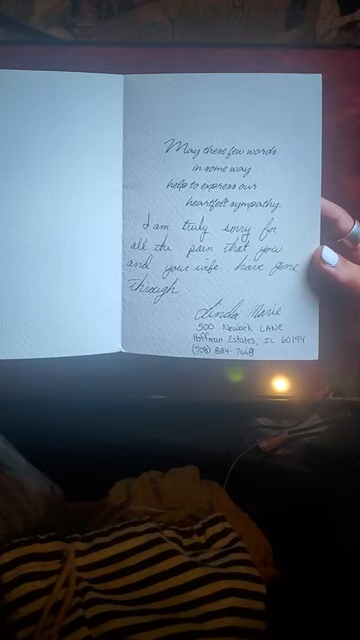 May these few words
in some way
help to express our
heartfelt sympathy.
I am truly sorry for
all the pain that you
and your wife have gone
through
Linda Marie
500 Newark LANE
Hoffman Estates, IL 60194
(708) 884-7669